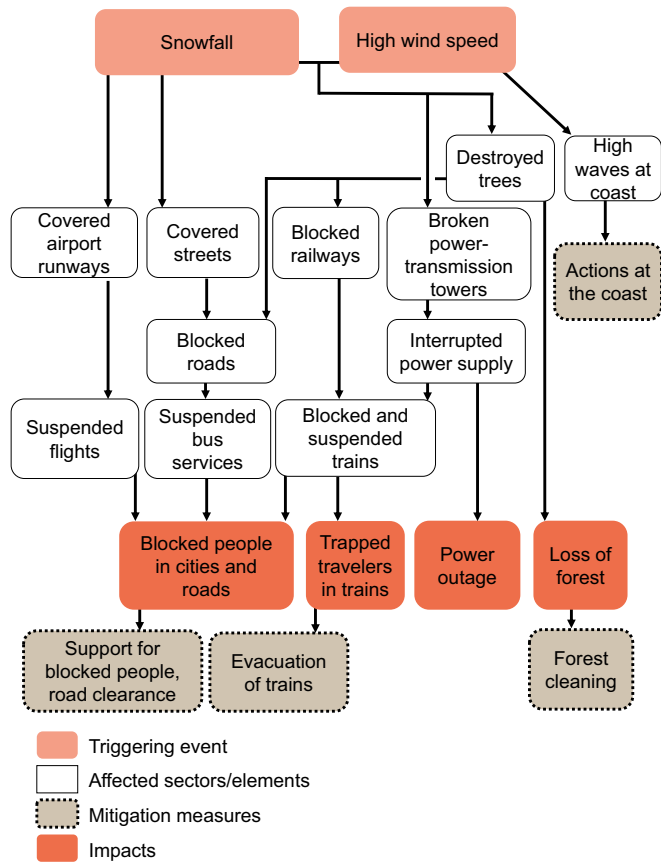 Snowfall
High wind speed
Destroyed
trees
High
waves at
coast
Covered
airport
runways
Covered
streets
Blocked
railways
Broken
power-
transmission
towers
Actions at
the coast
Blocked
roads
Interrupted
power supply
Suspended
flights
Suspended
bus
services
Blocked and
suspended
trains
Blocked people
in cities and
roads
Trapped
travelers
in trains
Power
outage
Loss of
forest
Support for
blocked people,
road clearance
Evacuation
of trains
Forest
cleaning
Triggering event
Affected sectors/elements
Mitigation measures
Impacts